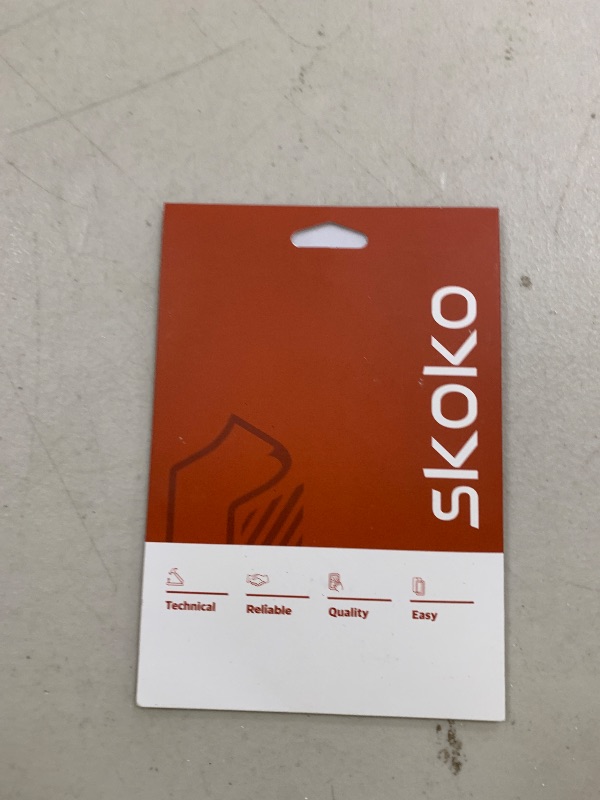 skoko
Technical
Reliable
Quality
Easy